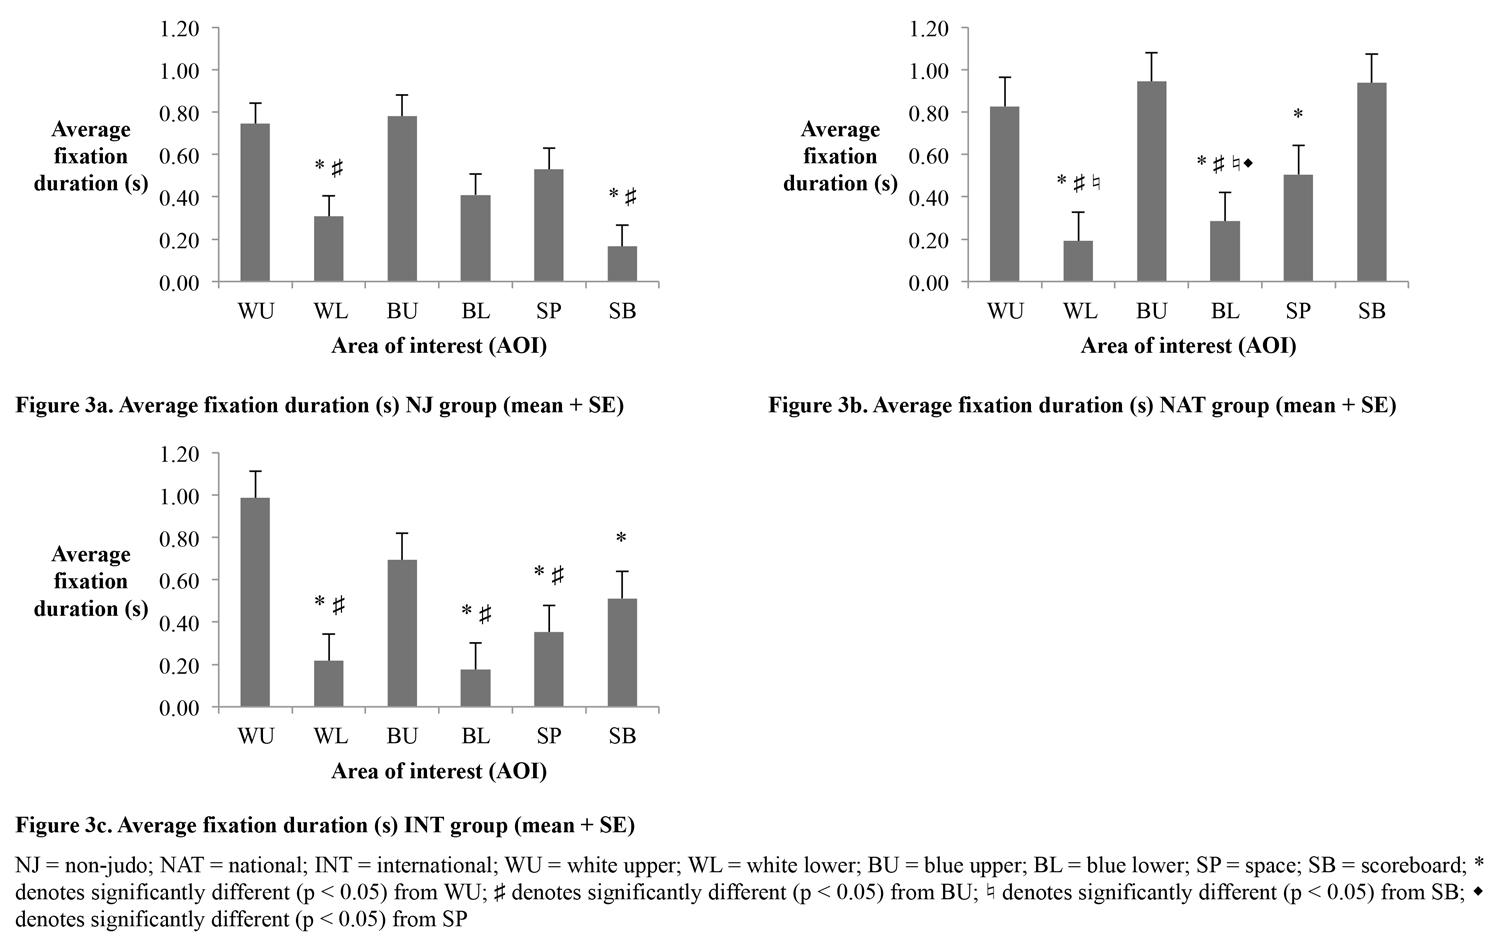 1.20
1.00
0.80
0.60
0.40
0.20
0.00
Average
fixation
duration (s)
* ♯
* ♯
WU WL BU BL SP SB
Area of interest (AOI)
Figure 3a. Average fixation duration (s) NJ group (mean + SE)
1.20
1.00
0.80
0.60
0.40
0.20
0.00
Average
fixation
duration (s)
* ♯ ♮
* ♯ ♮ ⬥
*
WU WL BU BL SP SB
Area of interest (AOI)
Figure 3b. Average fixation duration (s) NAT group (mean + SE)
1.20
1.00
0.80
0.60
0.40
0.20
0.00
Average
fixation
duration (s)
* ♯
* ♯
* ♯
*
WU WL BU BL SP SB
Area of interest (AOI)
Figure 3c. Average fixation duration (s) INT group (mean + SE)
NJ = non-judo; NAT = national; INT = international; WU = white upper; WL = white lower; BU = blue upper; BL = blue lower; SP = space; SB = scoreboard; *
denotes significantly different (p < 0.05) from WU; ♯ denotes significantly different (p < 0.05) from BU; ♮ denotes significantly different (p < 0.05) from SB; ⬥
denotes significantly different (p < 0.05) from SP